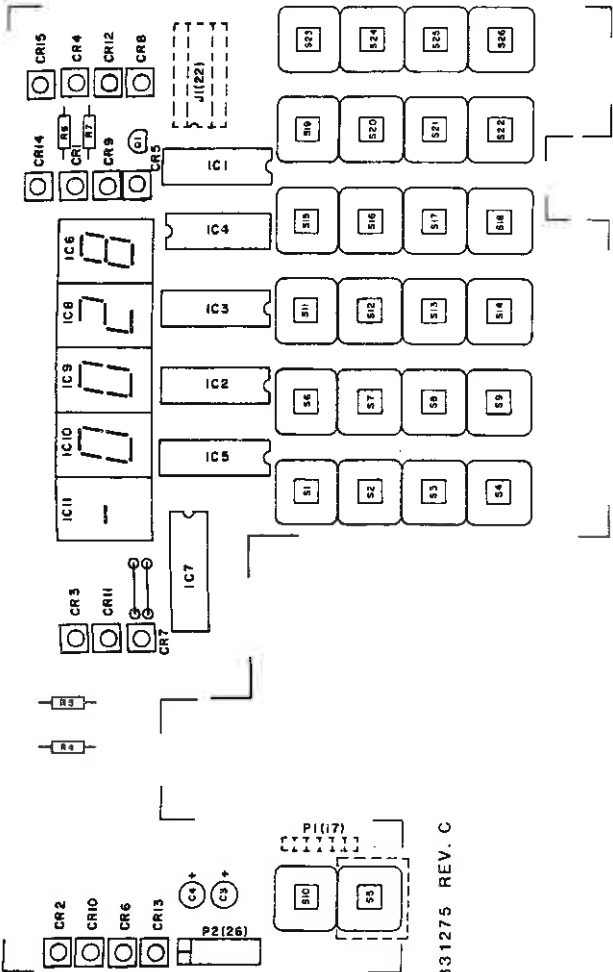 CR15 CR4 CR12 CR8
J1(22)
S23 S24 S25 S26
R6 R7
Q1
CR14 CR1 CR9 CR5
IC1
S19 S20 S21 S22
IC6
IC4
S15 S16 S17 S18
IC8
IC3
S11 S12 S13 S14
IC9
IC2
S6 S7 S8 S9
IC10
IC5
S1 S2 S3 S4
IC11
IC7
CR3 CR11 CR7
R3
R4
P1(17)
CR2 CR10 CR6 CR13
C4 +
C3 +
P2(26)
S10 S5
331275 REV. C